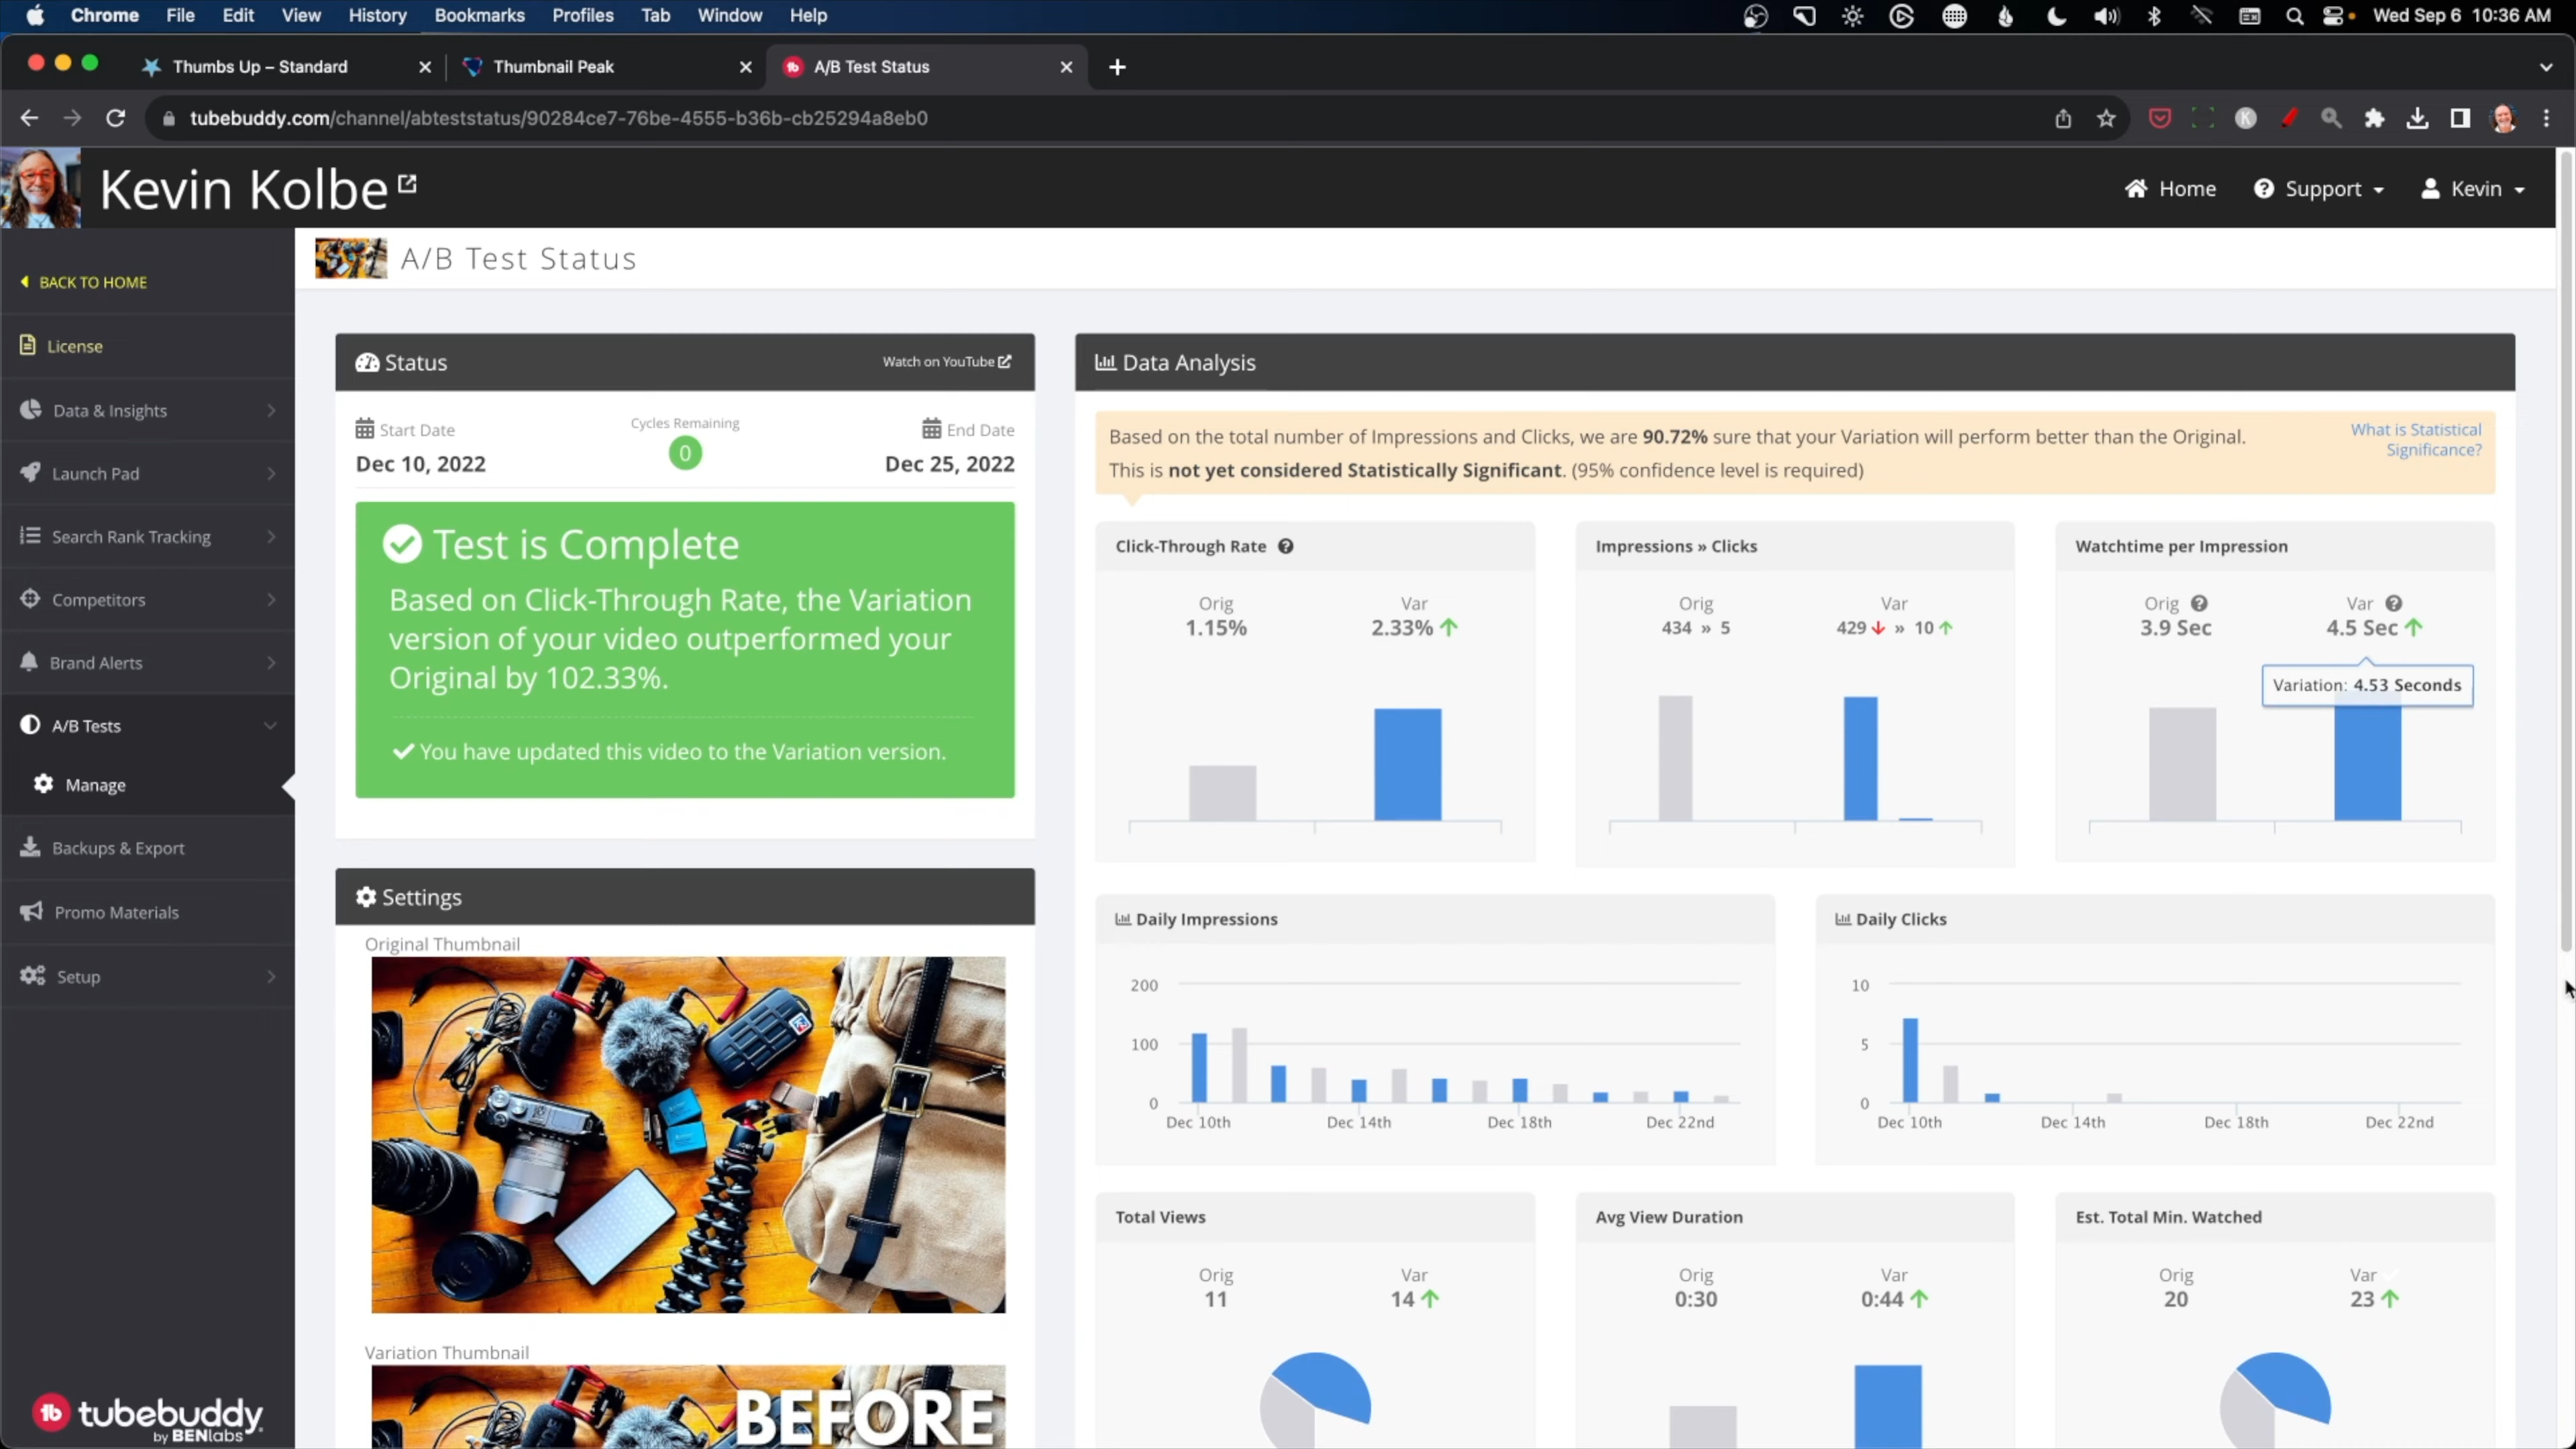 Chrome File Edit View History Bookmarks Profiles Tab Window Help Wed Sep 6 10:36 AM
Thumbs Up – Standard Thumbnail Peak A/B Test Status
tubebuddy.com/channel/abteststatus/90284ce7-76be-4555-b36b-cb25294a8eb0
Kevin Kolbe Home Support Kevin
A/B Test Status
BACK TO HOME
License
Data & Insights
Launch Pad
Search Rank Tracking
Competitors
Brand Alerts
A/B Tests
Manage
Backups & Export
Promo Materials
Setup
tubebuddy
by BENlabs
Status Watch on YouTube
Start Date Cycles Remaining End Date
Dec 10, 2022 0 Dec 25, 2022
Test is Complete
Based on Click-Through Rate, the Variation
version of your video outperformed your
Original by 102.33%.
You have updated this video to the Variation version.
Settings
Original Thumbnail
RODE
JOBY
Variation Thumbnail
BEFORE
Data Analysis
Based on the total number of Impressions and Clicks, we are 90.72% sure that your Variation will perform better than the Original.
This is not yet considered Statistically Significant. (95% confidence level is required)
What is Statistical
Significance?
Click-Through Rate
Orig Var
1.15% 2.33%
Impressions » Clicks
Orig Var
434 » 5 429 » 10
Watchtime per Impression
Orig Var
3.9 Sec 4.5 Sec
Variation: 4.53 Seconds
Daily Impressions
200
100
0
Dec 10th Dec 14th Dec 18th Dec 22nd
Daily Clicks
10
5
0
Dec 10th Dec 14th Dec 18th Dec 22nd
Total Views
Orig Var
11 14
Avg View Duration
Orig Var
0:30 0:44
Est. Total Min. Watched
Orig Var
20 23